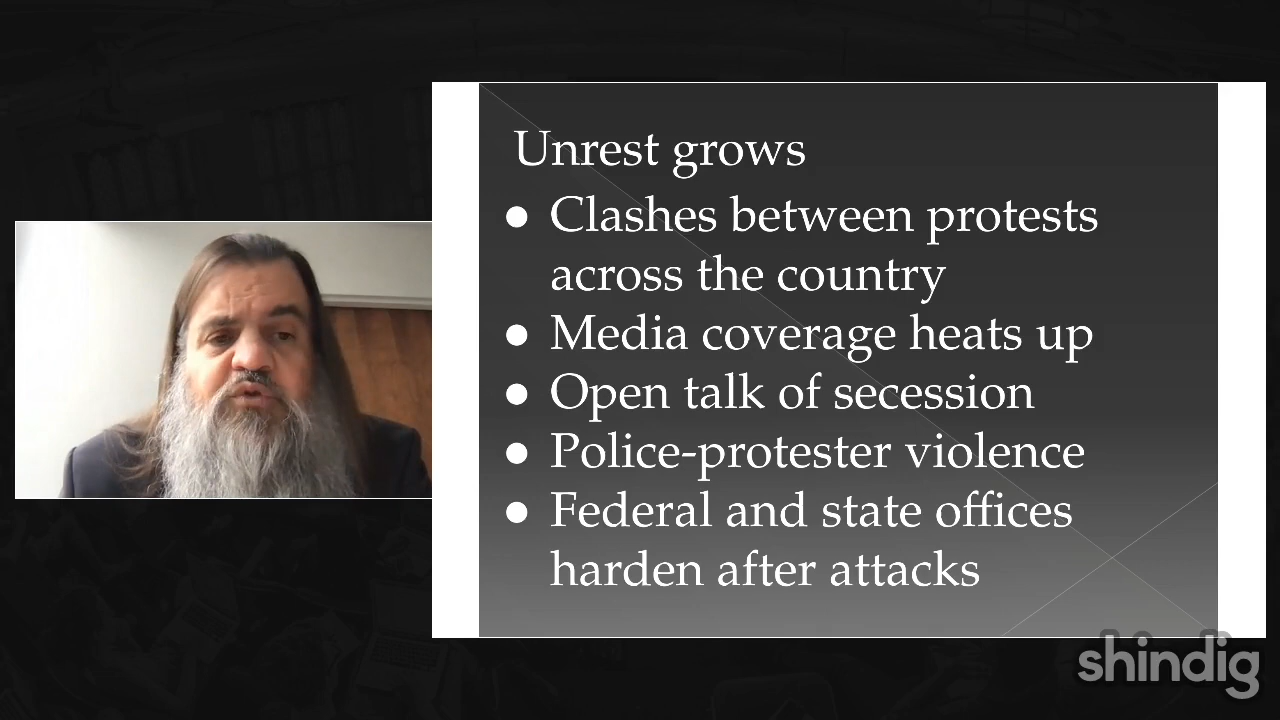 Unrest grows
● Clashes between protests
across the country
● Media coverage heats up
● Open talk of secession
● Police-protester violence
● Federal and state offices
harden after attacks
shindig